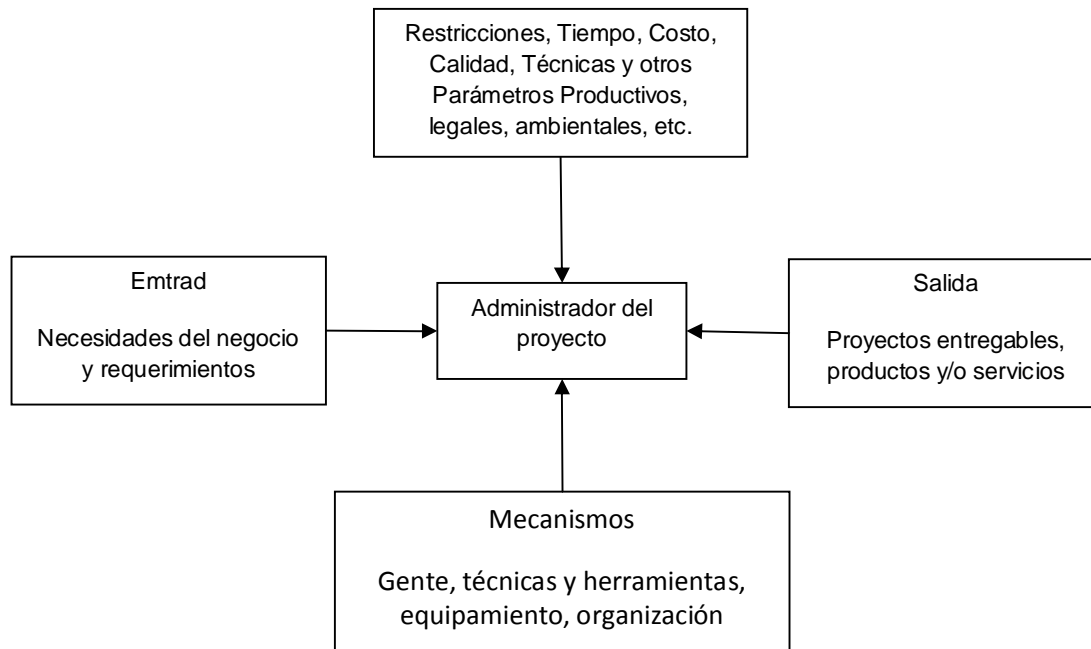 Restricciones, Tiempo, Costo,
Calidad, Técnicas y otros
Parámetros Productivos,
legales, ambientales, etc.
Emtrad
Necesidades del negocio
y requerimientos
Administrador del
proyecto
Salida
Proyectos entregables,
productos y/o servicios
Mecanismos
Gente, técnicas y herramientas,
equipamiento, organización